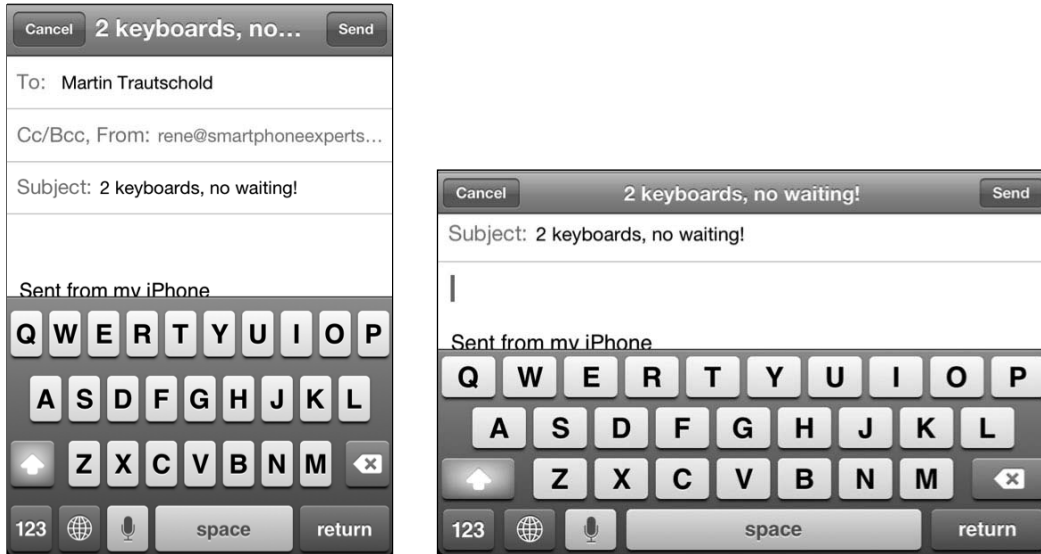 Cancel 2 keyboards, no... Send
To: Martin Trautschold
Cc/Bcc, From: rene@smartphoneexperts...
Subject: 2 keyboards, no waiting!
Sent from my iPhone
Q W E R T Y U I O P
A S D F G H J K L
Z X C V B N M
123 space return
Cancel 2 keyboards, no waiting! Send
Subject: 2 keyboards, no waiting!
Sent from my iPhone
Q W E R T Y U I O P
A S D F G H J K L
Z X C V B N M
123 space return